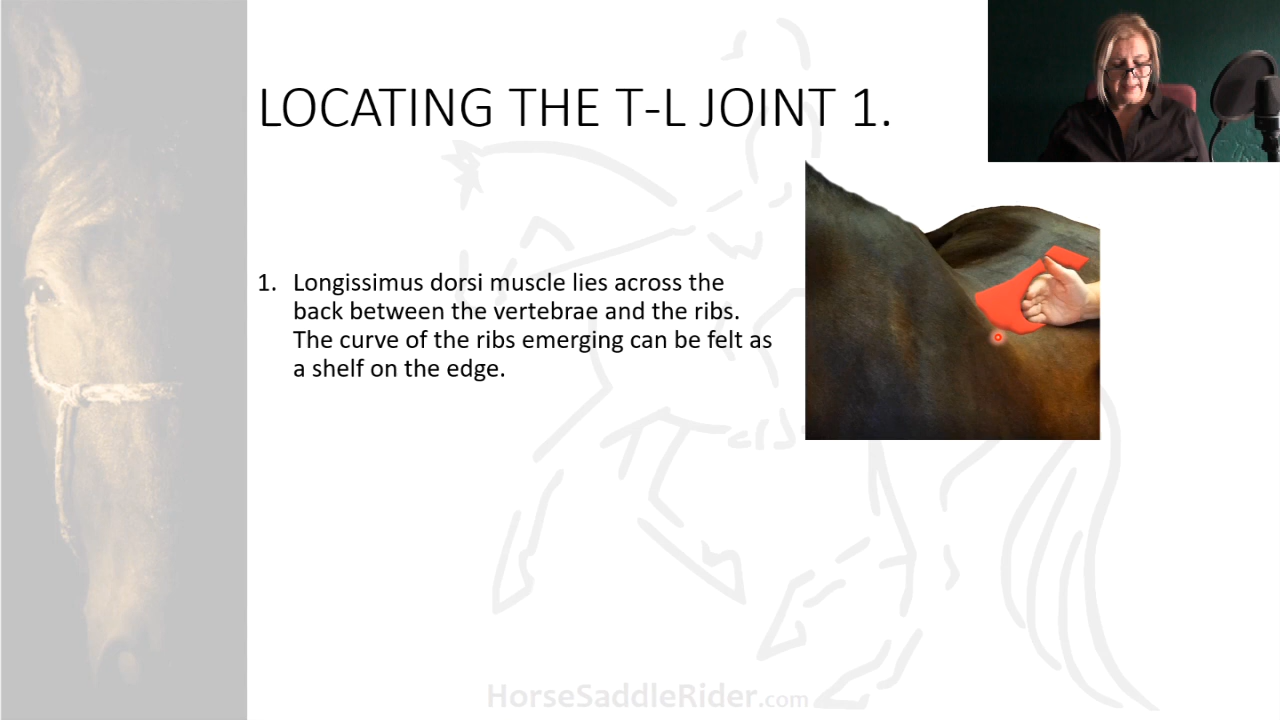 LOCATING THE T-L JOINT 1.
1. Longissimus dorsi muscle lies across the
back between the vertebrae and the ribs.
The curve of the ribs emerging can be felt as
a shelf on the edge.
HorseSaddleRider.com